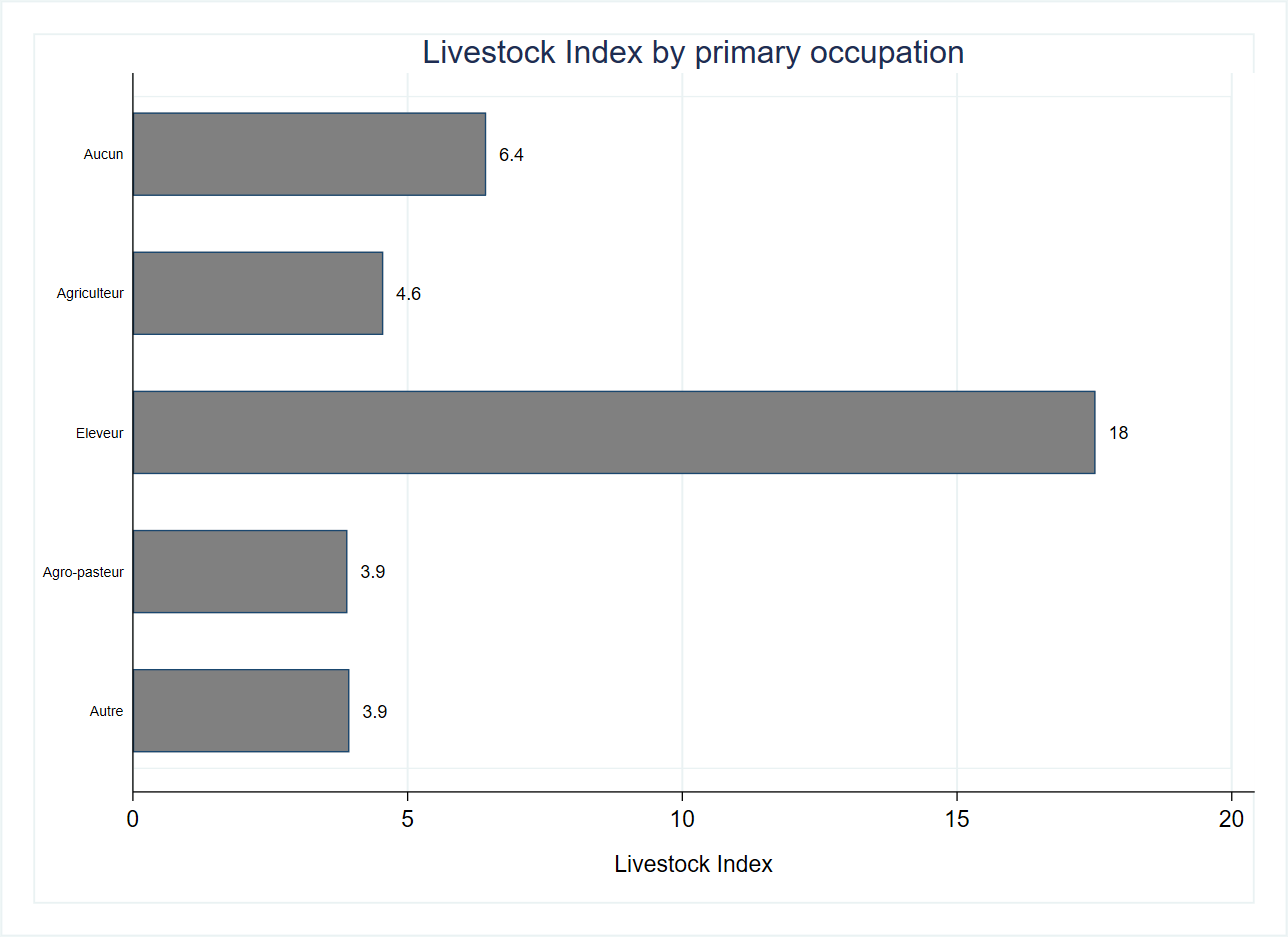 Livestock Index by primary occupation
Aucun 6.4
Agriculteur 4.6
Eleveur 18
Agro-pasteur 3.9
Autre 3.9
0 5 10 15 20
Livestock Index